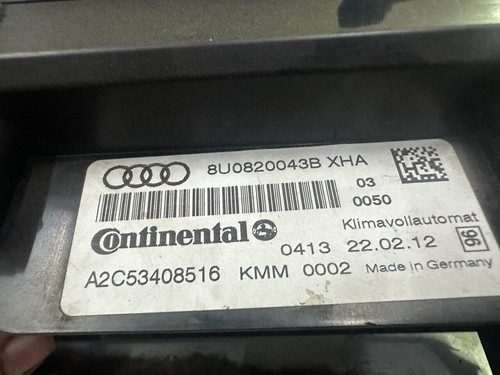 8U0820043B XHA
03
0050
Continental
Klimavollautomat
0413 22.02.12 96
A2C53408516 KMM 0002 Made in Germany